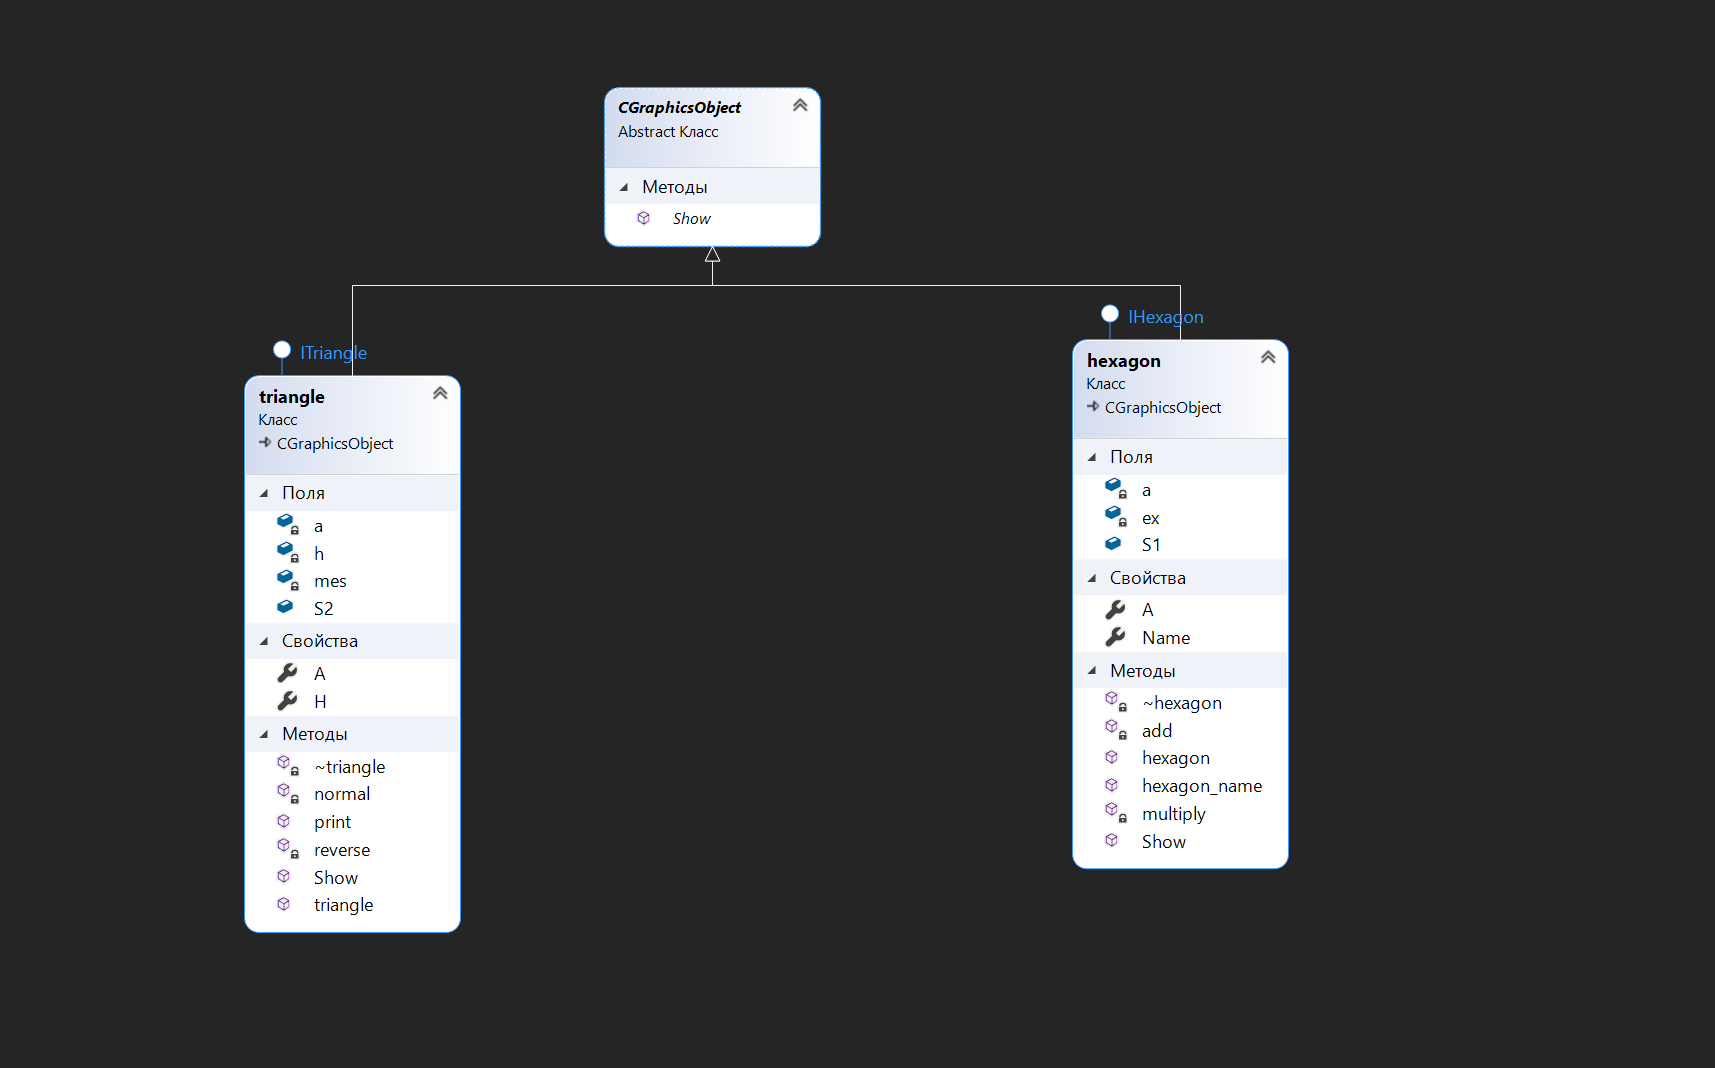 CGraphicsObject
Abstract Класс
Методы
Show
ITriangle
triangle
Класс
CGraphicsObject
Поля
a
h
mes
S2
Свойства
A
H
Методы
~triangle
normal
print
reverse
Show
triangle
IHexagon
hexagon
Класс
CGraphicsObject
Поля
a
ex
S1
Свойства
A
Name
Методы
~hexagon
add
hexagon
hexagon_name
multiply
Show